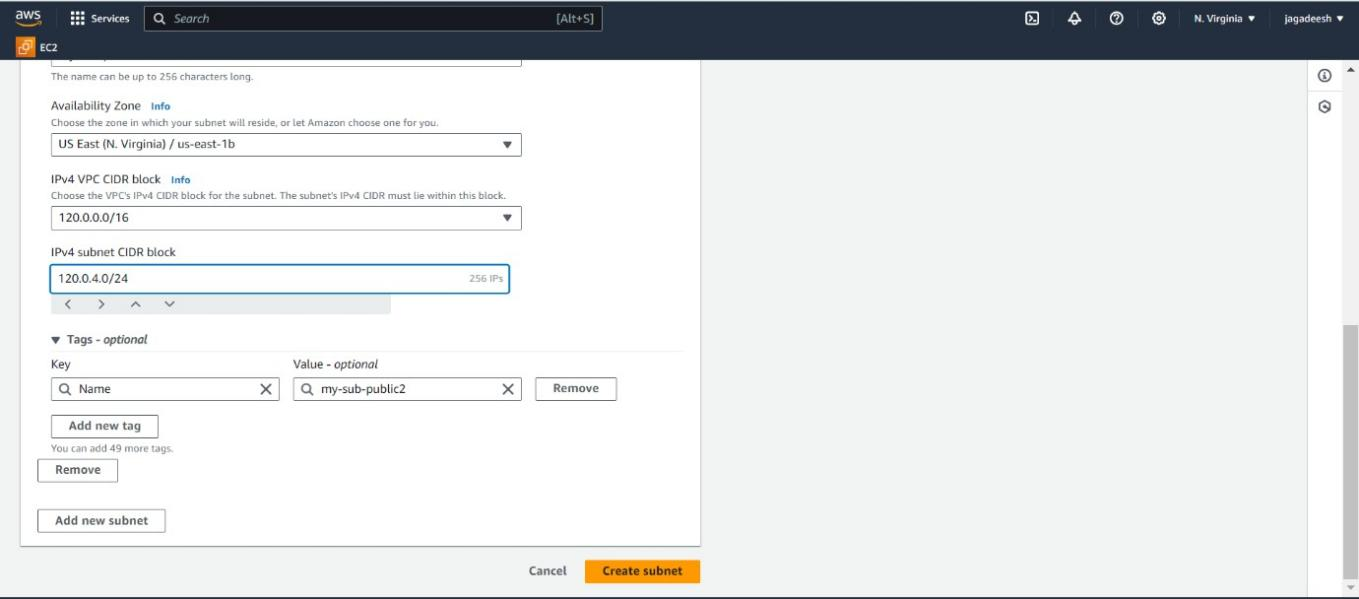 aws Services Search [Alt+S] N. Virginia ▼ jagadeesh ▼
EC2
The name can be up to 256 characters long.
Availability Zone Info
Choose the zone in which your subnet will reside, or let Amazon choose one for you.
US East (N. Virginia) / us-east-1b
IPv4 VPC CIDR block Info
Choose the VPC's IPv4 CIDR block for the subnet. The subnet's IPv4 CIDR must lie within this block.
120.0.0.0/16
IPv4 subnet CIDR block
120.0.4.0/24 256 IPs
Tags - optional
Key Value - optional
Name my-sub-public2 Remove
Add new tag
You can add 49 more tags.
Remove
Add new subnet
Cancel Create subnet